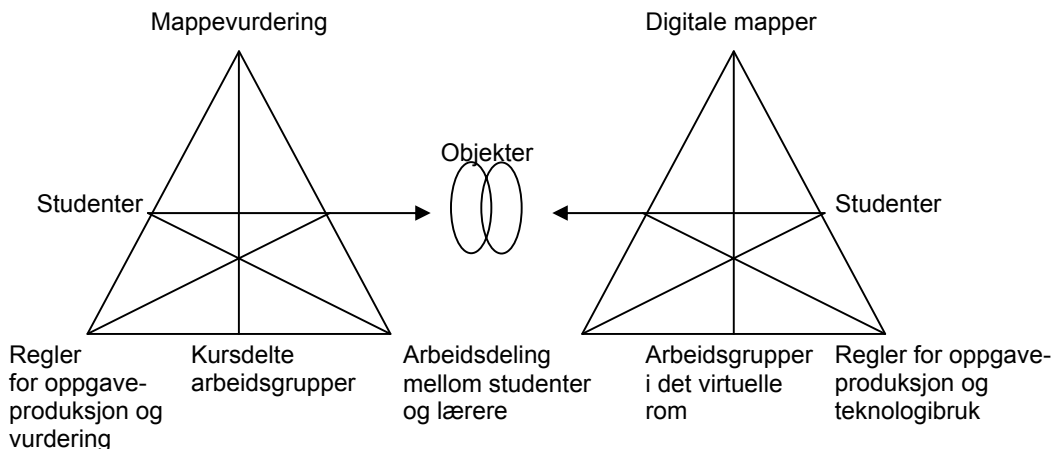 Mappevurdering
Digitale mapper
Objekter
Studenter
Studenter
Regler
for oppgave-
produksjon og
vurdering
Kursdelte
arbeidsgrupper
Arbeidsdeling
mellom studenter
og lærere
Arbeidsgrupper
i det virtuelle
rom
Regler for oppgave-
produksjon og
teknologibruk